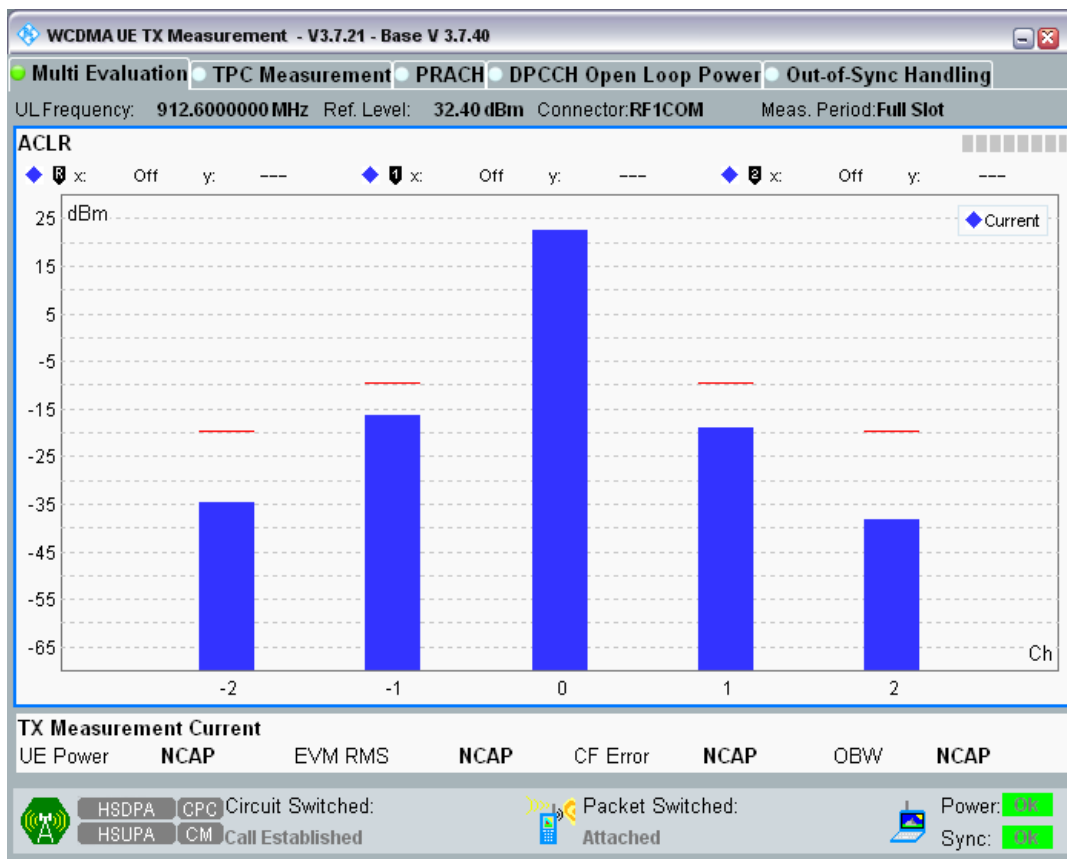 WCDMA UE TX Measurement - V3.7.21 - Base V 3.7.40
Multi Evaluation TPC Measurement PRACH DPCCH Open Loop Power Out-of-Sync Handling
UL Frequency: 912.6000000 MHz Ref. Level: 32.40 dBm Connector: RF1COM Meas. Period: Full Slot
ACLR
R x: Off y: --- 1 x: Off y: --- 2 x: Off y: ---
dBm
Current
25
15
5
-5
-15
-25
-35
-45
-55
-65
Ch
-2 -1 0 1 2
TX Measurement Current
UE Power NCAP EVM RMS NCAP CF Error NCAP OBW NCAP
HSDPA CPC Circuit Switched: Packet Switched: Power: Ok
HSUPA CM Call Established Attached Sync: Ok